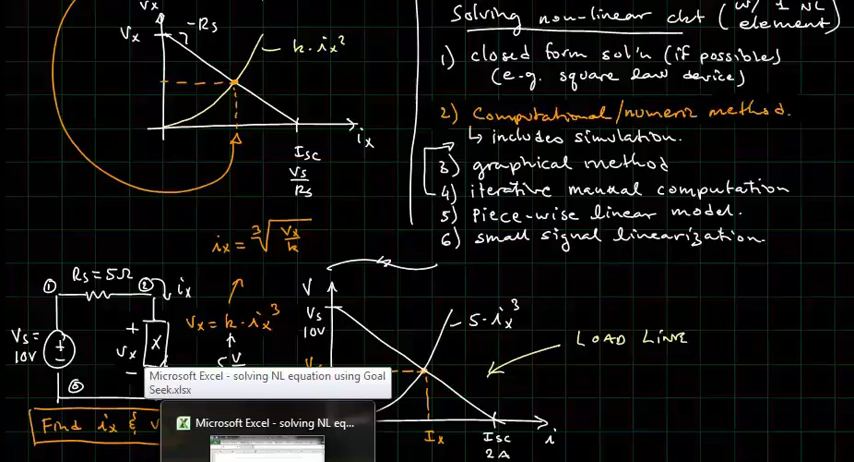 Vx
-Rs
Vx
k·ix²
ix
Isc
Vs
Rs
Solving non-linear ckt (w/ 1 NL element)
1) closed form sol'n (if possible)
(e.g. square law device)
2) Computational/numeric method.
↳ includes simulation.
3) graphical method
4) iterative manual computation
5) piece-wise linear model.
6) small signal linearization.
ix = ∛(Vx/k)
Rs = 5Ω
① ② ix
Vs = 10V
+
Vx
X
-
⓪
Vx = k·ix³
5 V
Find ix & V
V
Vs
10V
5·ix³
LOAD LINE
Ix
Isc
2A
i
Microsoft Excel - solving NL equation using Goal
Seek.xlsx
Microsoft Excel - solving NL eq...